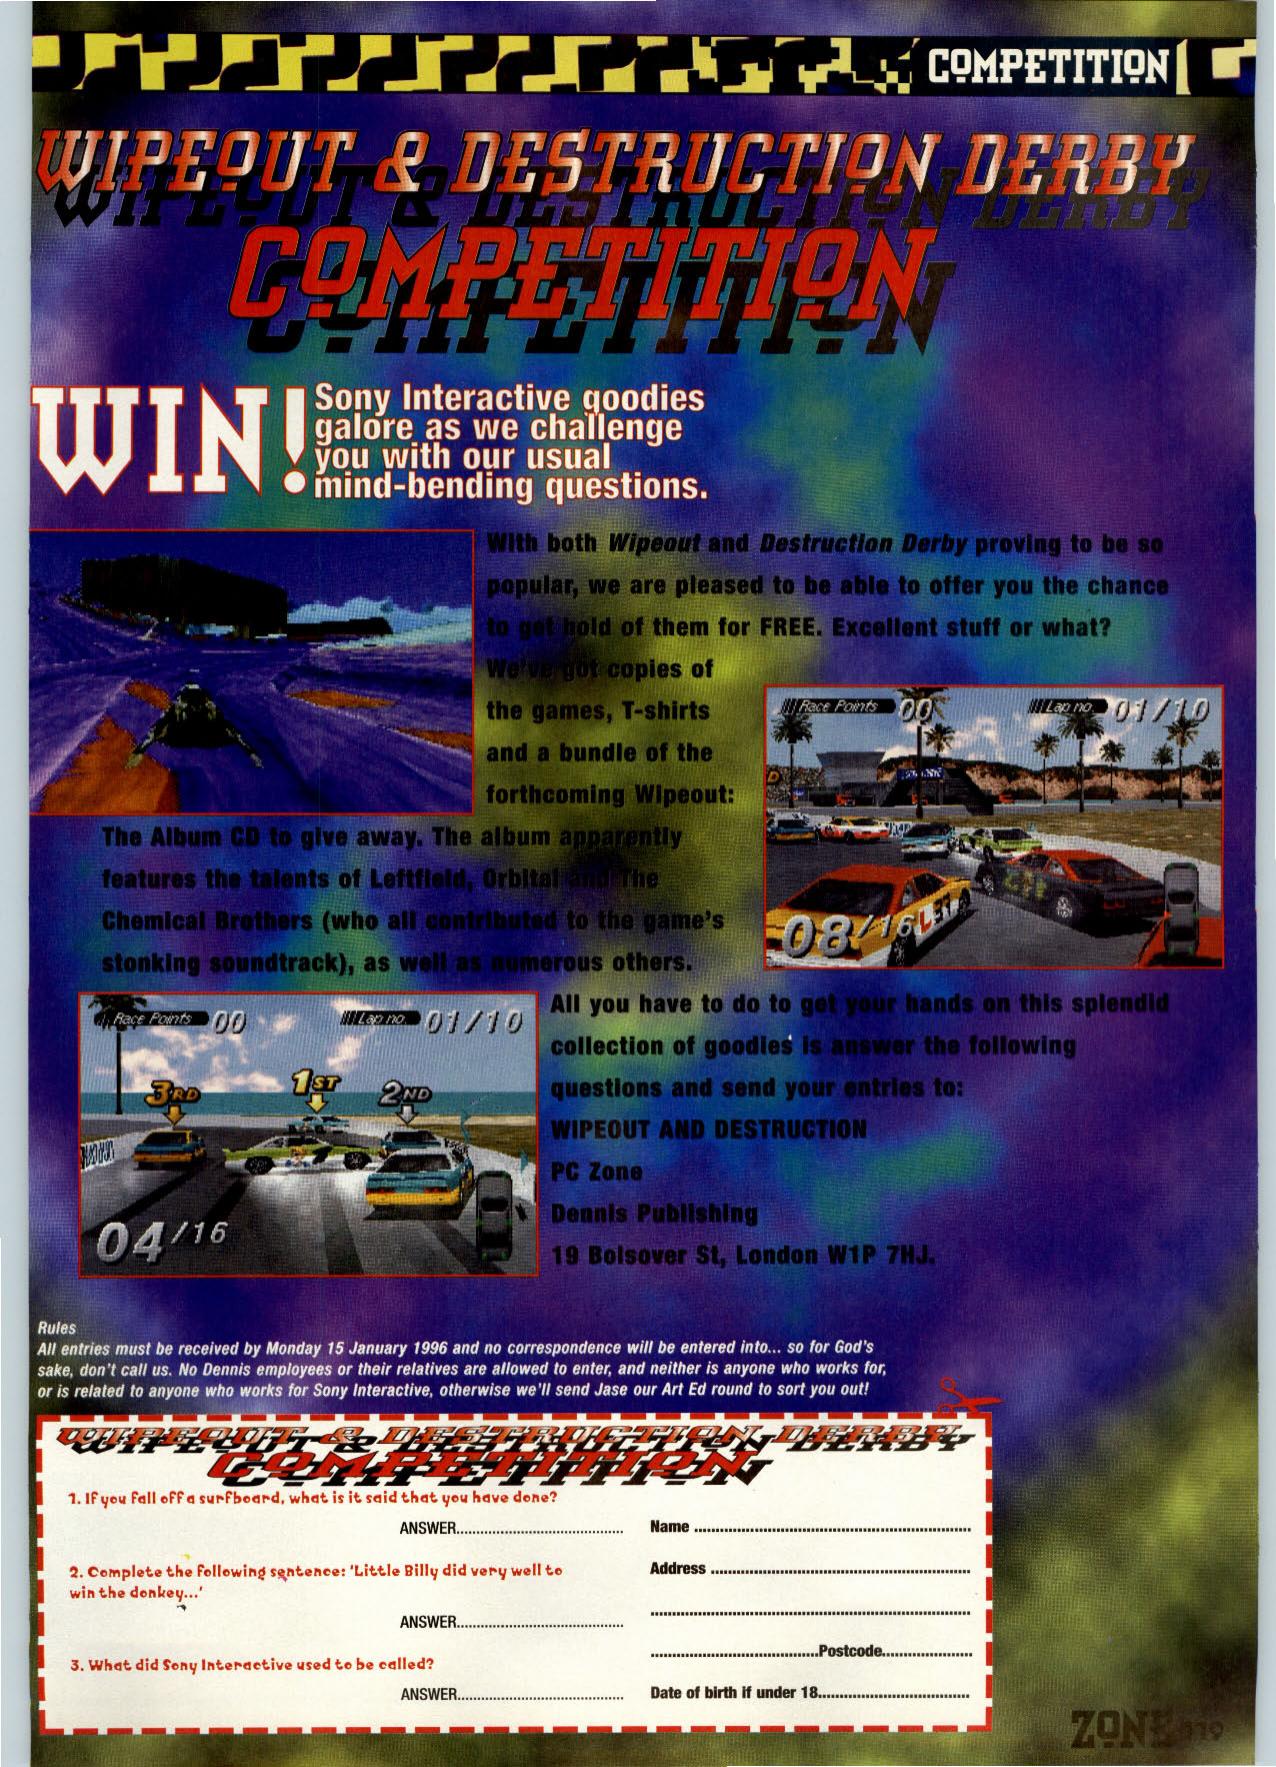 COMPETITION
WIPEOUT & DESTRUCTION DERBY
COMPETITION
WIN!
Sony Interactive goodies
galore as we challenge
you with our usual
mind-bending questions.
With both Wipeout and Destruction Derby proving to be so
popular, we are pleased to be able to offer you the chance
to get hold of them for FREE. Excellent stuff or what?
We've got copies of
the games, T-shirts
and a bundle of the
forthcoming Wipeout:
The Album CD to give away. The album apparently
features the talents of Leftfield, Orbital and The
Chemical Brothers (who all contributed to the game's
stonking soundtrack), as well as numerous others.
Race Points 00 Lap no. 01/10
08/16
All you have to do to get your hands on this splendid
collection of goodies is answer the following
questions and send your entries to:
WIPEOUT AND DESTRUCTION
PC Zone
Dennis Publishing
19 Bolsover St, London W1P 7HJ.
Race Points 00 Lap no. 01/10
3RD 1ST 2ND
04/16
Rules
All entries must be received by Monday 15 January 1996 and no correspondence will be entered into... so for God's
sake, don't call us. No Dennis employees or their relatives are allowed to enter, and neither is anyone who works for,
or is related to anyone who works for Sony Interactive, otherwise we'll send Jase our Art Ed round to sort you out!
WIPEOUT & DESTRUCTION DERBY
COMPETITION
1. If you fall off a surfboard, what is it said that you have done?
ANSWER........................................
2. Complete the following sentence: 'Little Billy did very well to
win the donkey...'
ANSWER........................................
3. What did Sony Interactive used to be called?
ANSWER........................................
Name ........................................
Address ........................................
........................................
........................................Postcode....................
Date of birth if under 18........................................
ZONE 119